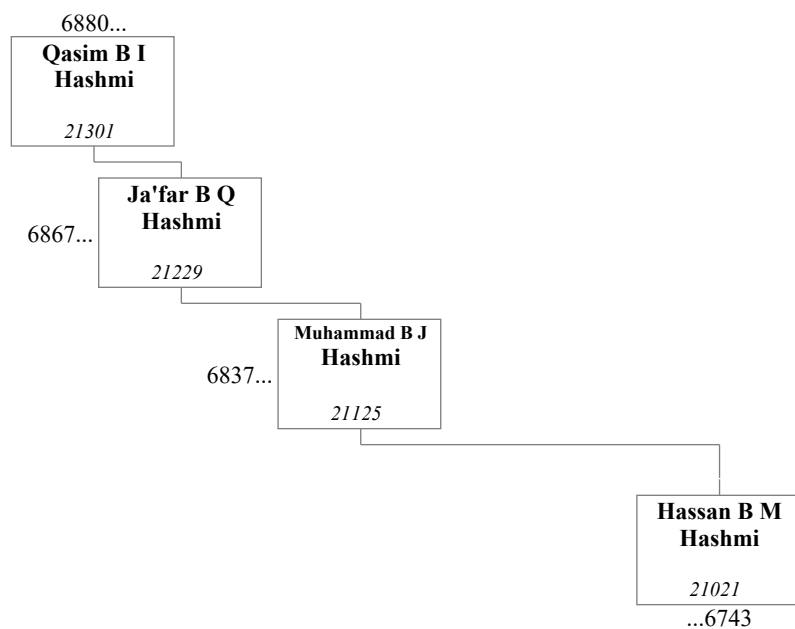 6880...
Qasim B I
Hashmi
21301
Ja'far B Q
Hashmi
6867...
21229
Muhammad B J
Hashmi
6837...
21125
Hassan B M
Hashmi
21021
...6743